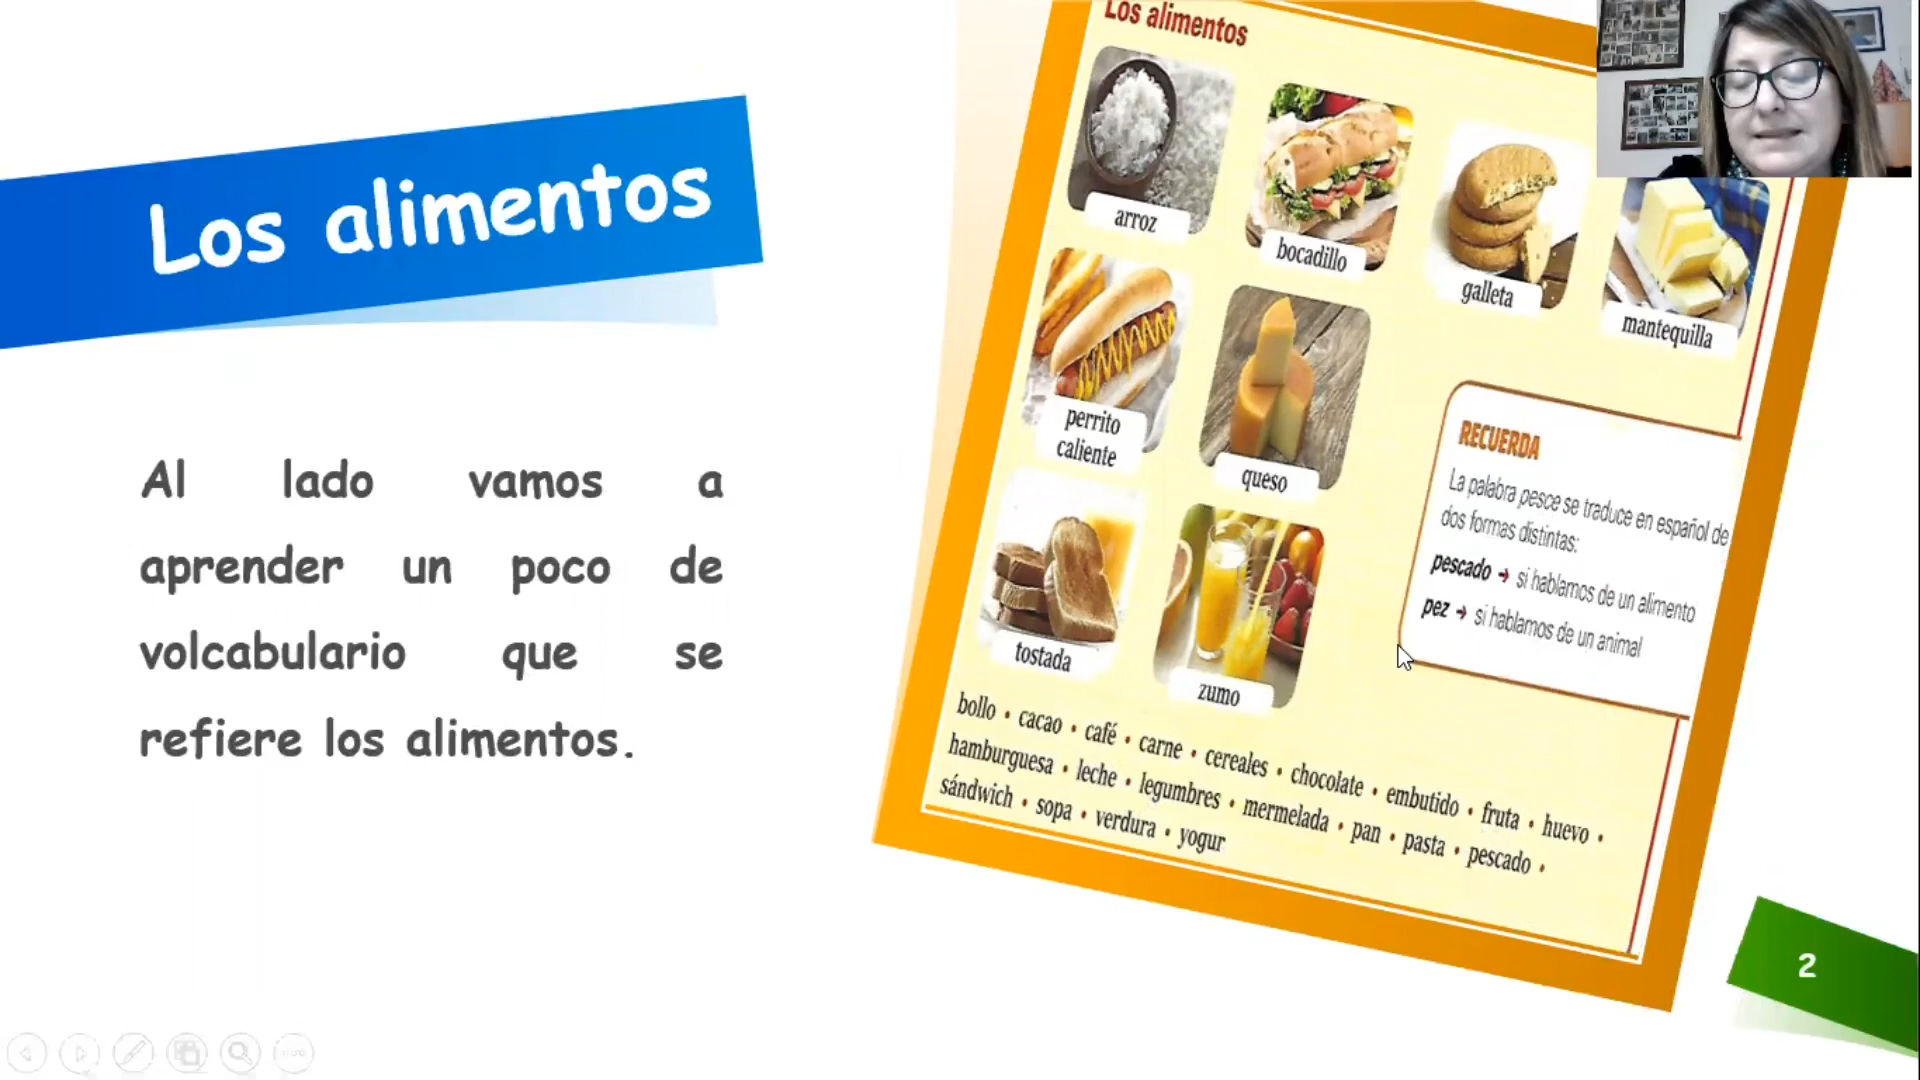 Los alimentos
Al lado vamos a
aprender un poco de
volcabulario que se
refiere los alimentos.
Los alimentos
arroz
bocadillo
galleta
mantequilla
perrito
caliente
queso
tostada
zumo
RECUERDA
La palabra pesce se traduce en español de
dos formas distintas:
pescado → si hablamos de un alimento
pez → si hablamos de un animal
bollo • cacao • café • carne • cereales • chocolate • embutido • fruta • huevo •
hamburguesa • leche • legumbres • mermelada • pan • pasta • pescado •
sándwich • sopa • verdura • yogur
2